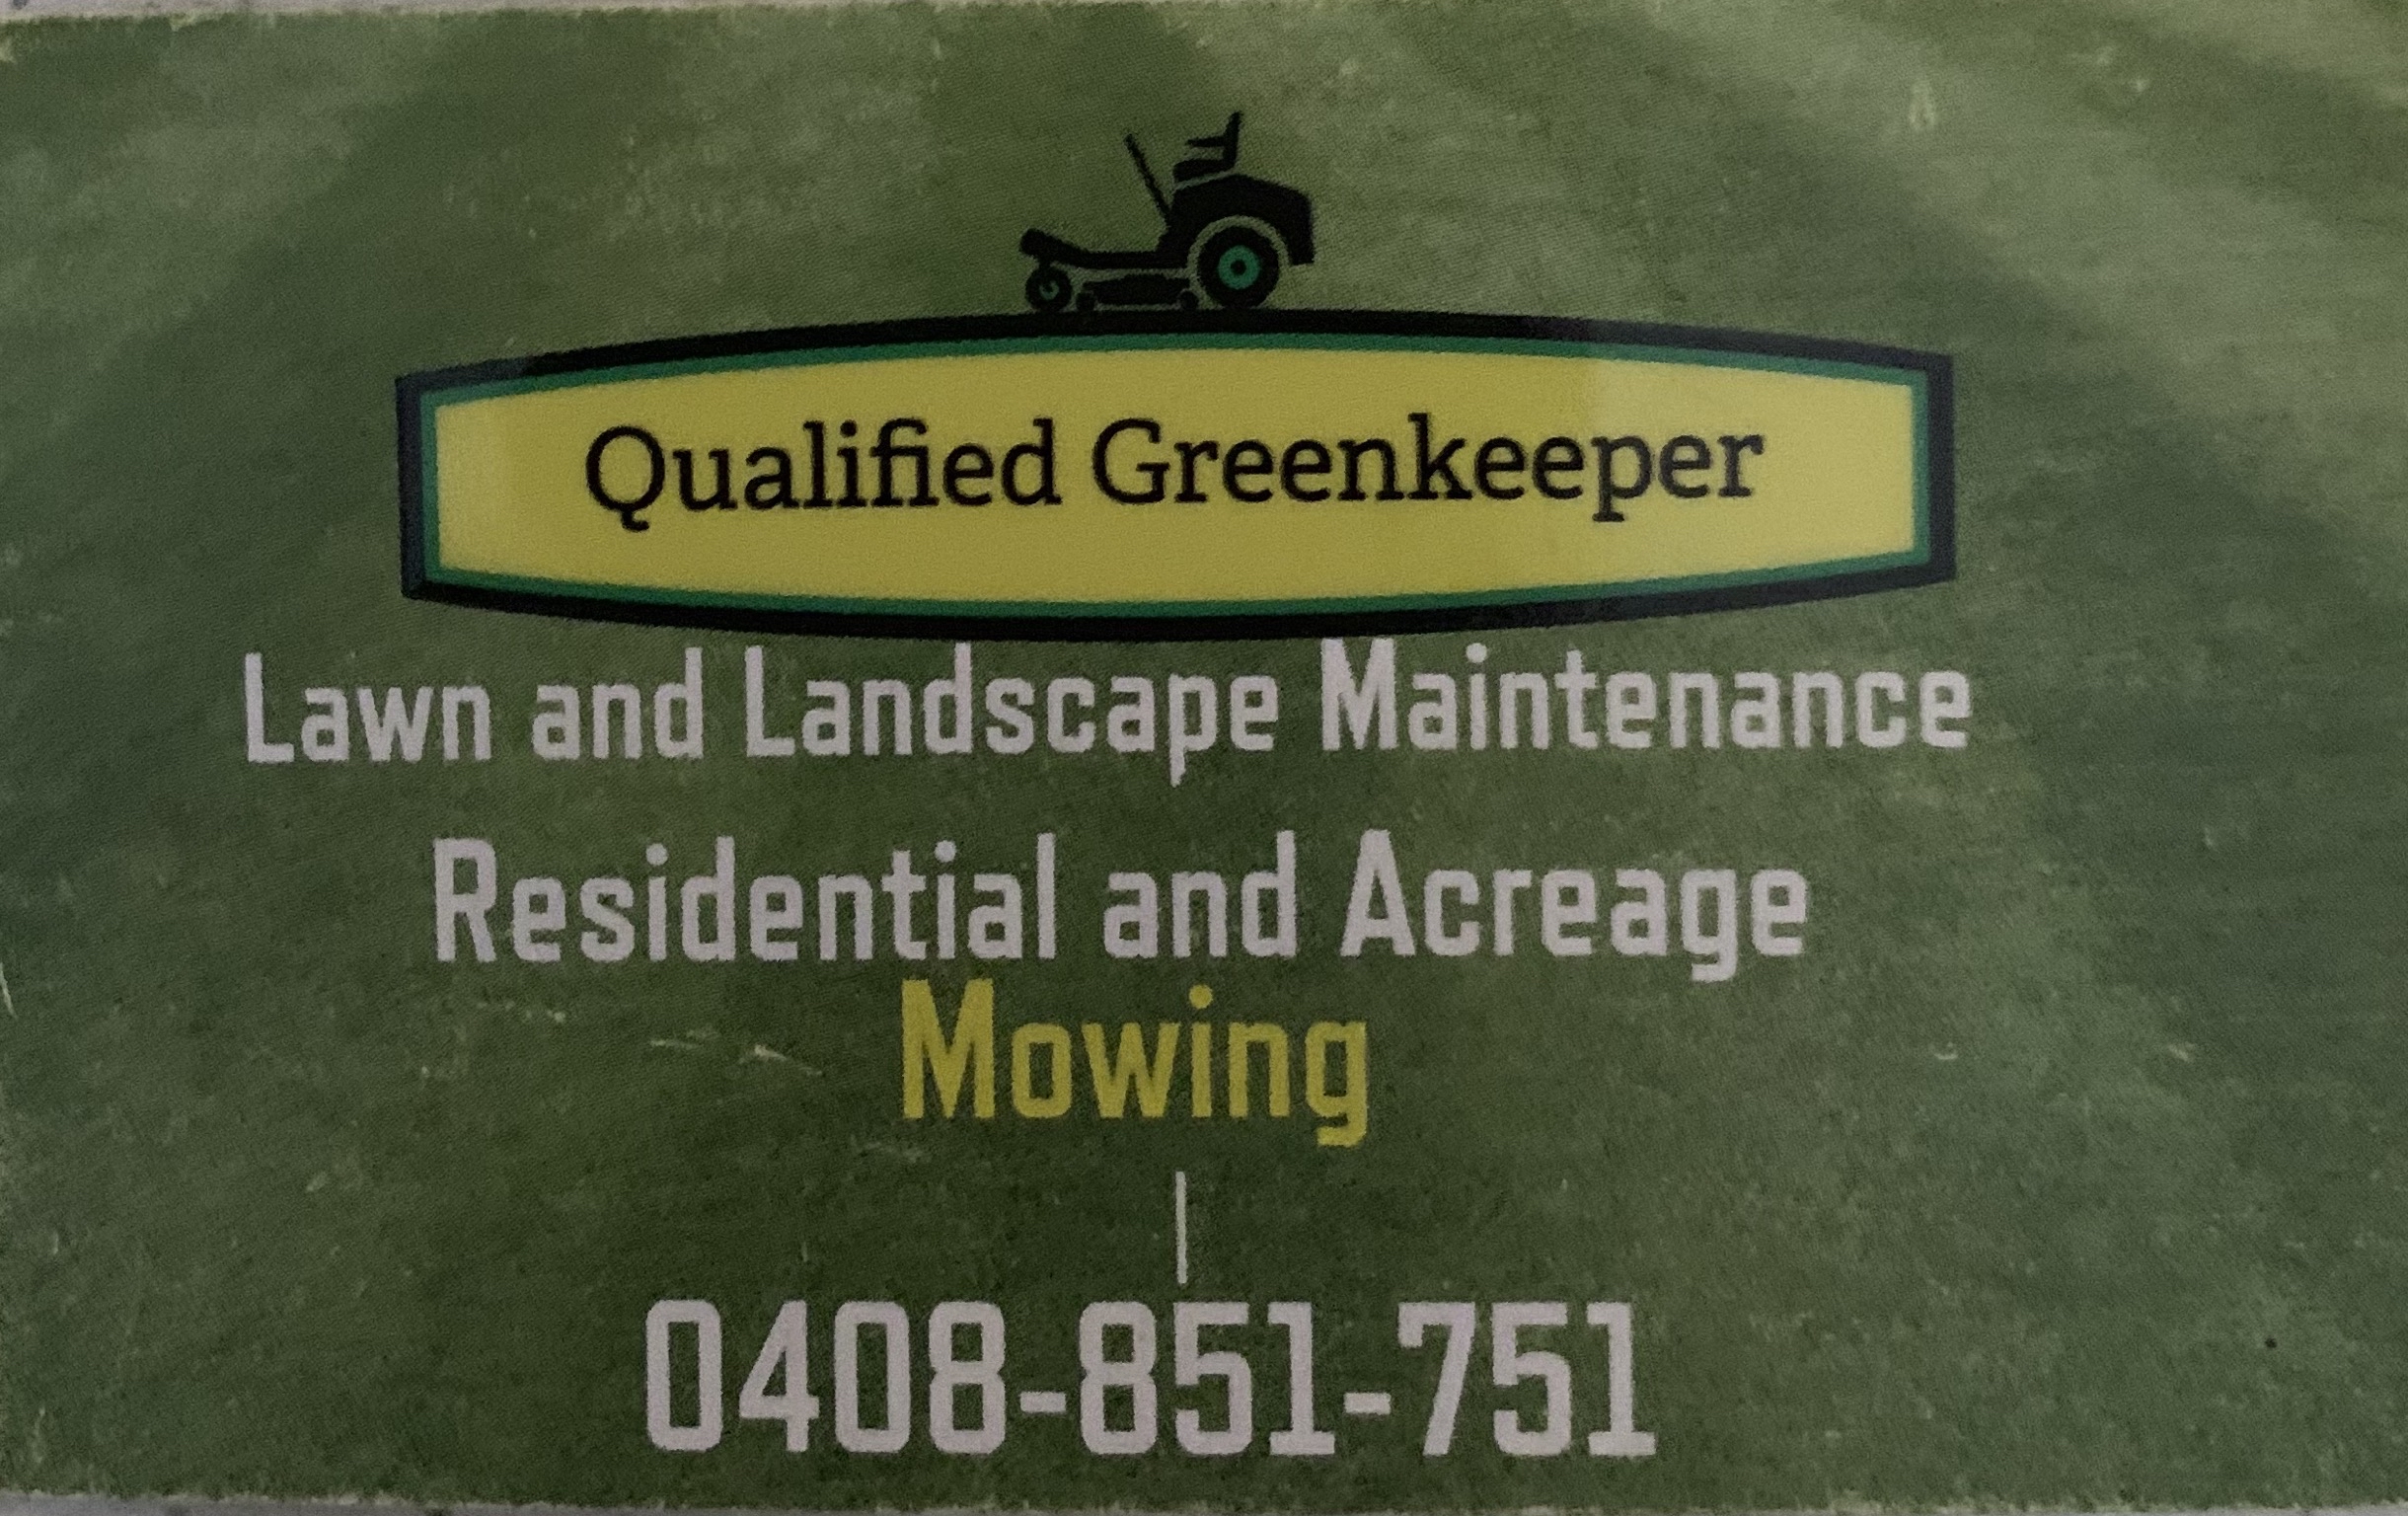 Qualified Greenkeeper
Lawn and Landscape Maintenance
Residential and Acreage
Mowing
0408-851-751